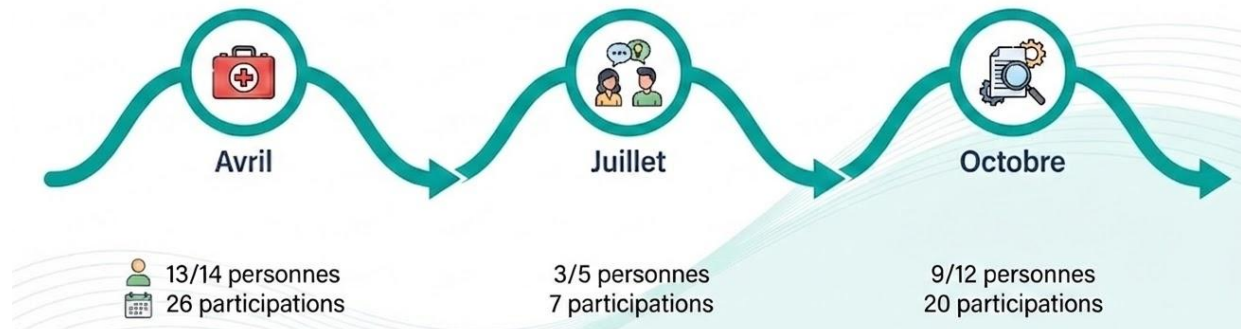 Avril
Juillet
Octobre
13/14 personnes
26 participations
3/5 personnes
7 participations
9/12 personnes
20 participations